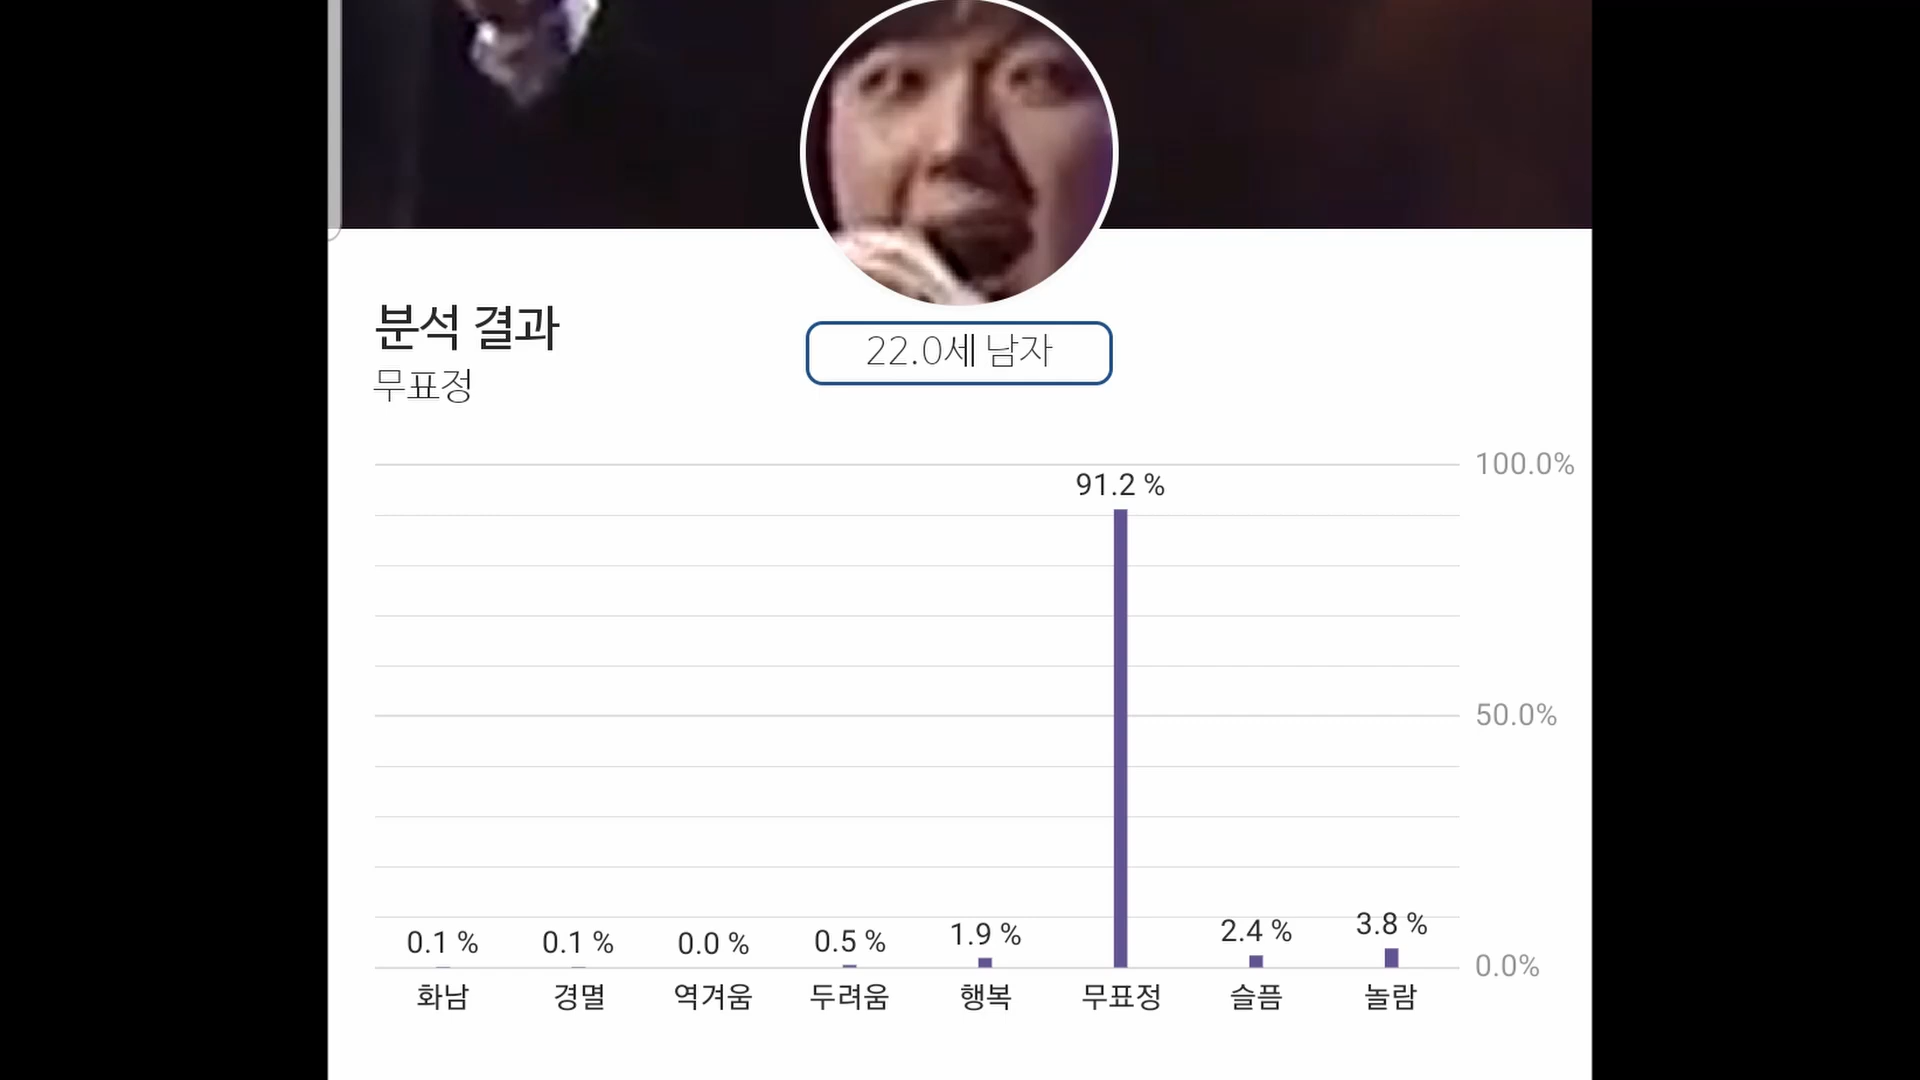 분석 결과
무표정
22.0세 남자
100.0%
91.2 %
50.0%
0.1 %
0.1 %
0.0 %
0.5 %
1.9 %
2.4 %
3.8 %
0.0%
화남
경멸
역겨움
두려움
행복
무표정
슬픔
놀람